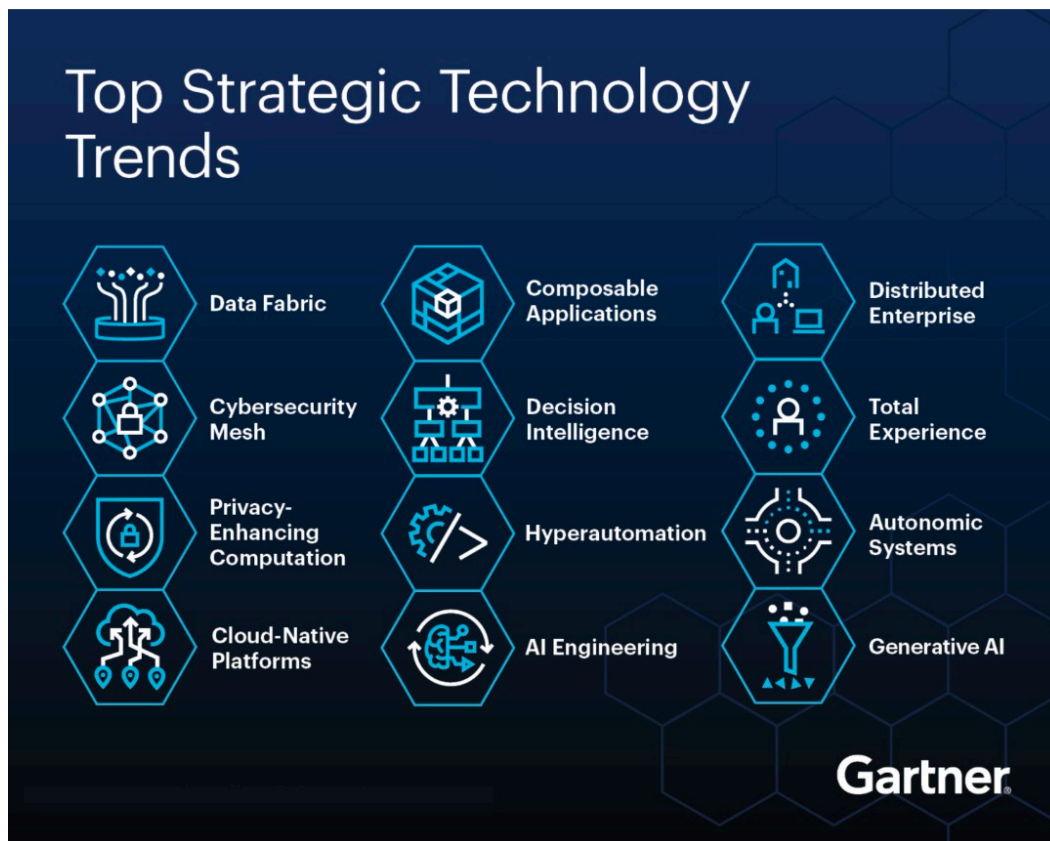 Top Strategic Technology
Trends
Data Fabric
Cybersecurity
Mesh
Privacy-
Enhancing
Computation
Cloud-Native
Platforms
Composable
Applications
Decision
Intelligence
Hyperautomation
AI Engineering
Distributed
Enterprise
Total
Experience
Autonomic
Systems
Generative AI
Gartner®